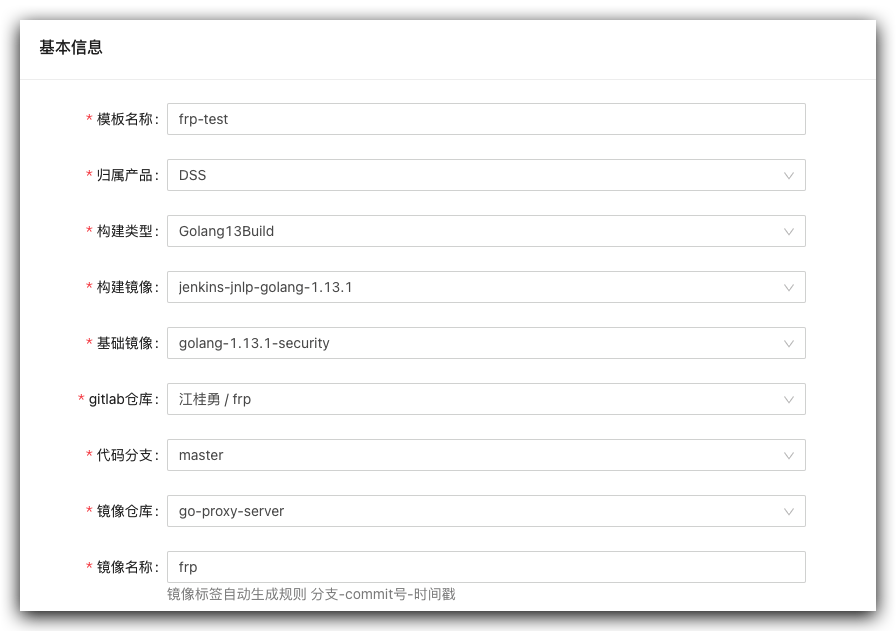 基本信息
* 模板名称: frp-test
* 归属产品: DSS
* 构建类型: Golang13Build
* 构建镜像: jenkins-jnlp-golang-1.13.1
* 基础镜像: golang-1.13.1-security
* gitlab仓库: 江桂勇 / frp
* 代码分支: master
* 镜像仓库: go-proxy-server
* 镜像名称: frp
镜像标签自动生成规则 分支-commit号-时间戳